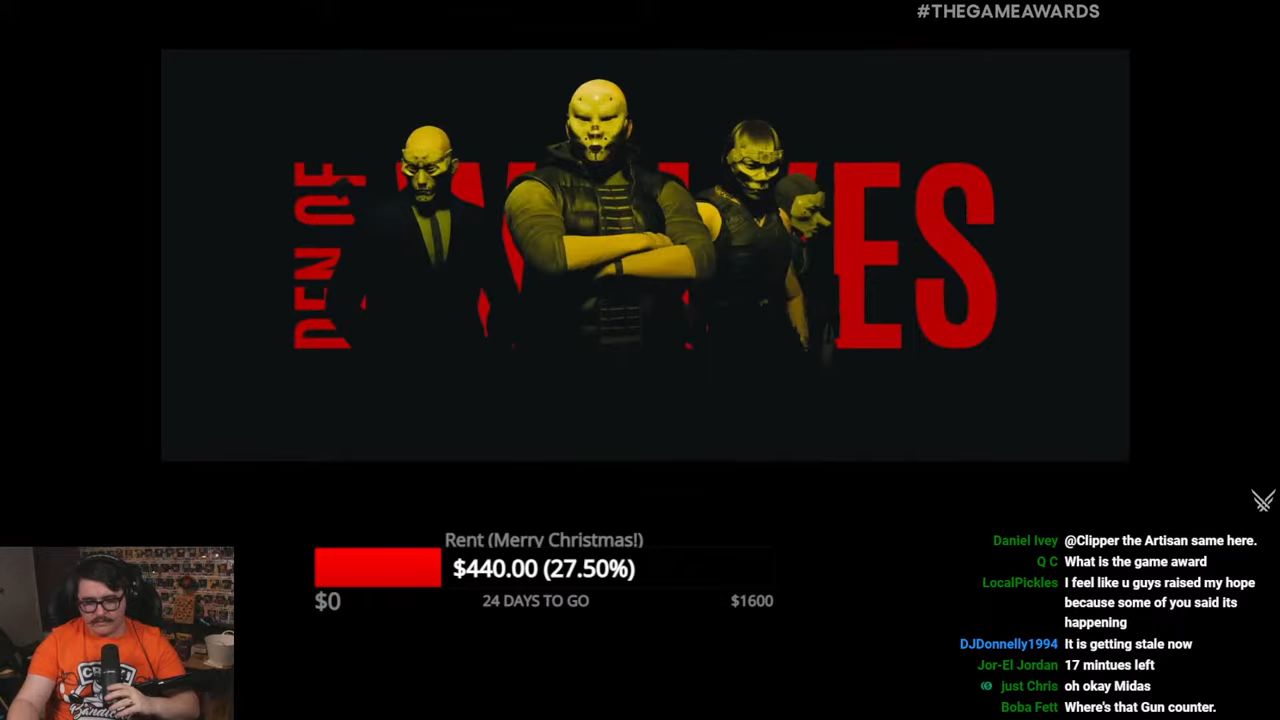 #THEGAMEAWARDS
DEN OF
WOLVES
Rent (Merry Christmas!)
$440.00 (27.50%)
$0
24 DAYS TO GO
$1600
Daniel Ivey @Clipper the Artisan same here.
Q C What is the game award
LocalPickles I feel like u guys raised my hope
because some of you said its
happening
DJDonnelly1994 It is getting stale now
Jor-El Jordan 17 mintues left
just Chris oh okay Midas
Boba Fett Where's that Gun counter.
Bandicoot